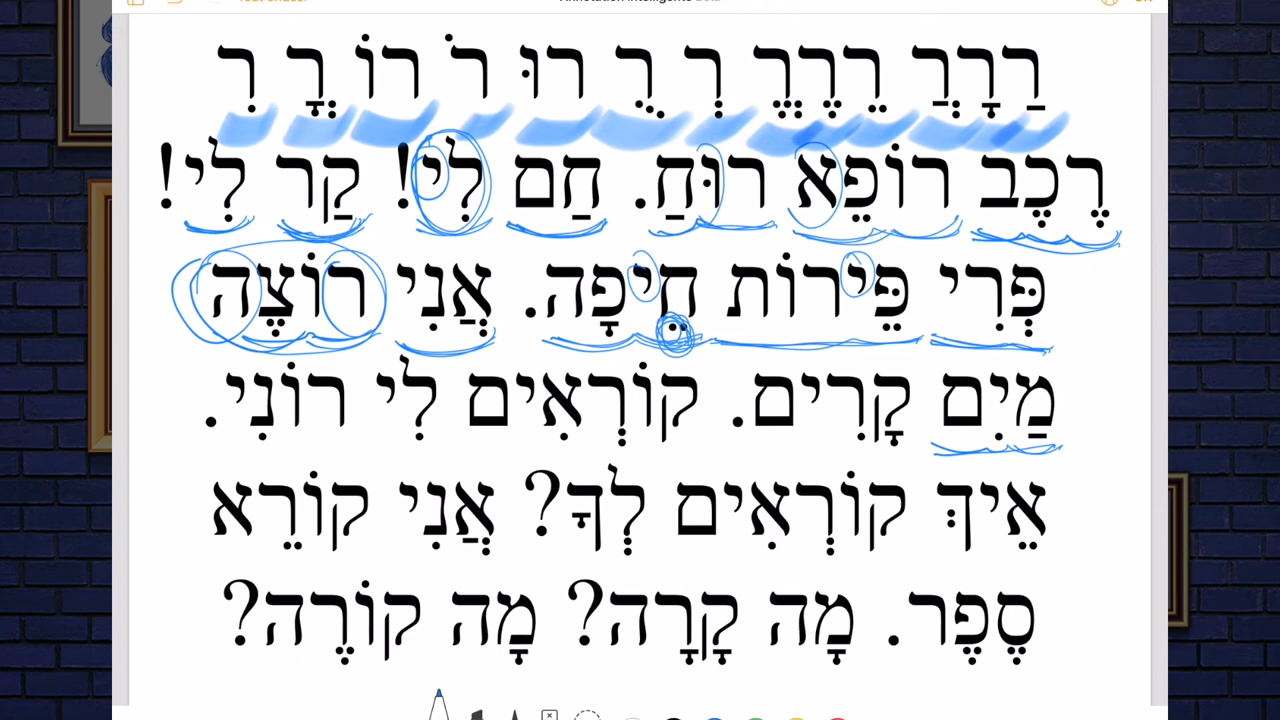 רַרָרְרַ רֵרֶרֱ רְ רֻ רוּ רֹ רוֹ רֳ רִ
רֶכֶב רוֹפֵא רוּחַ. חַם לִי! קַר לִי!
פְּרִי פֵּירוֹת חֵיפָה. אֲנִי רוֹצֶה
מַיִם קָרִים. קוֹרְאִים לִי רוֹנִי.
אֵיךְ קוֹרְאִים לְךָ? אֲנִי קוֹרֵא
סֵפֶר. מָה קָרָה? מָה קוֹרֶה?